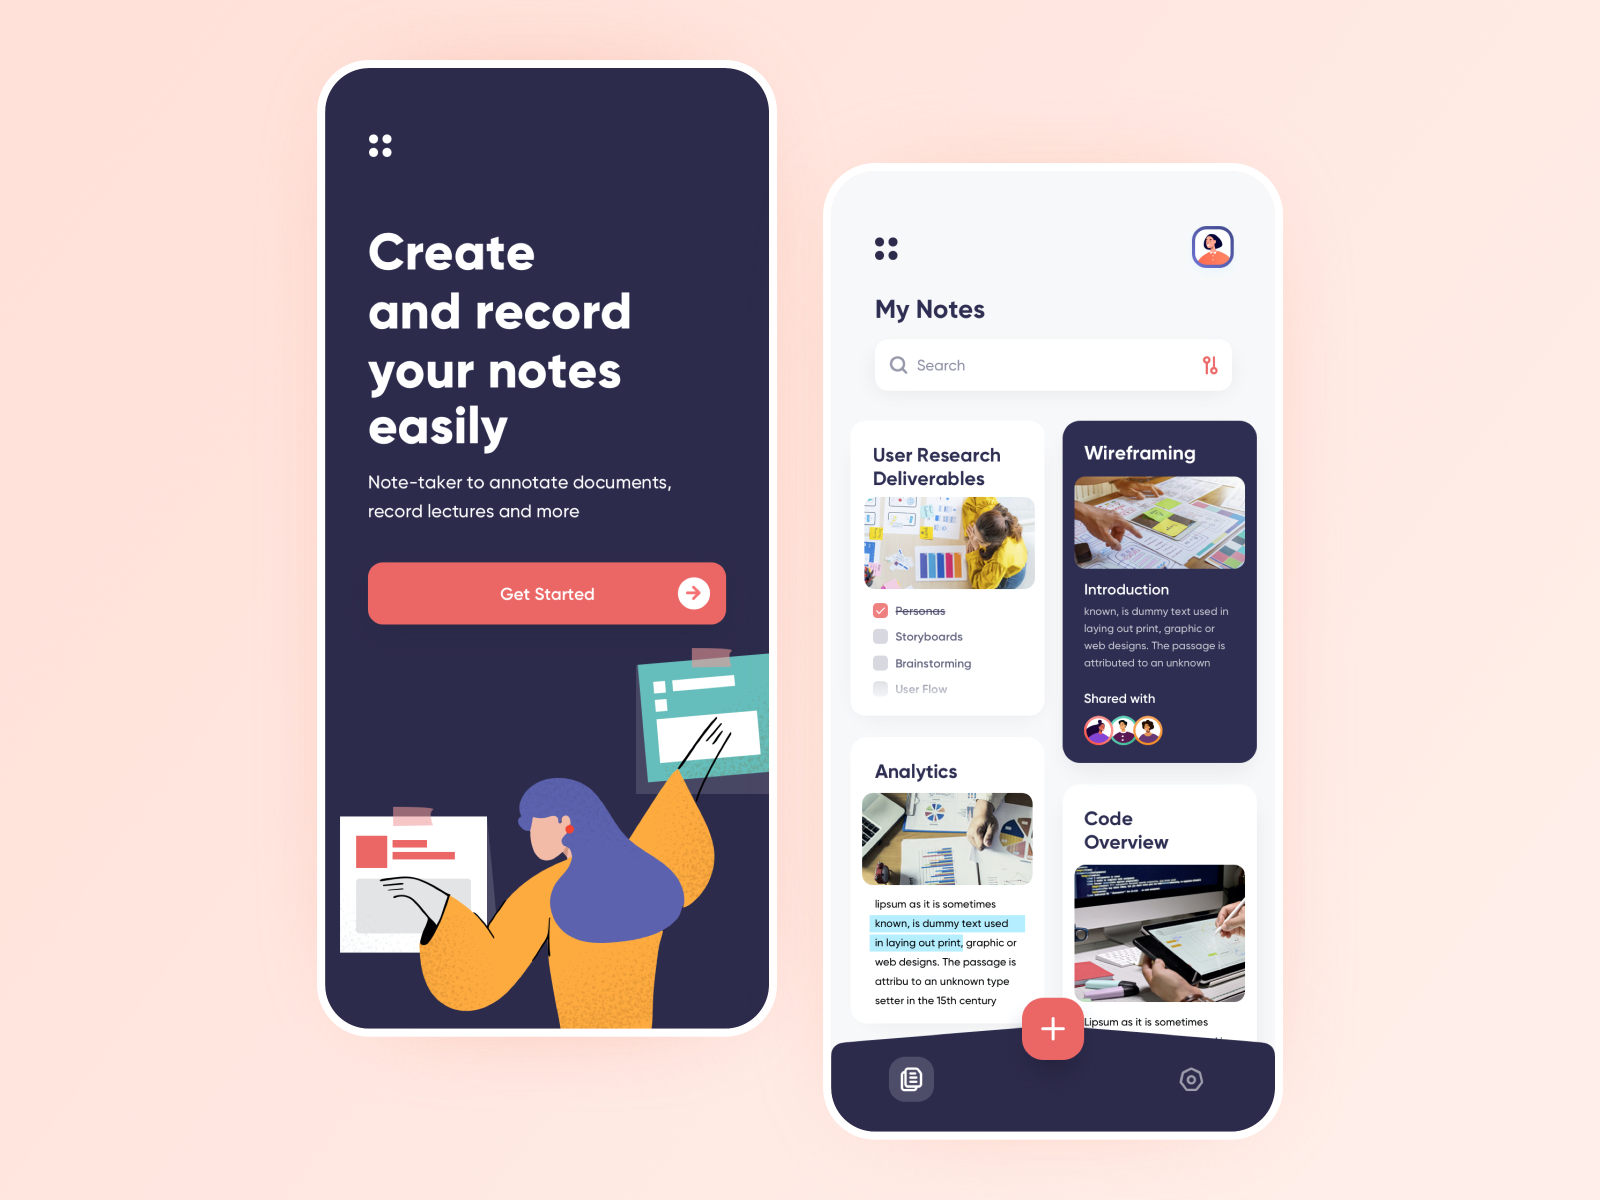 Create
and record
your notes
easily
Note-taker to annotate documents,
record lectures and more
Get Started
My Notes
Search
User Research
Deliverables
Personas
Storyboards
Brainstorming
User Flow
Wireframing
Introduction
known, is dummy text used in
laying out print, graphic or
web designs. The passage is
attributed to an unknown
Shared with
Analytics
lipsum as it is sometimes
known, is dummy text used
in laying out print, graphic or
web designs. The passage is
attribu to an unknown type
setter in the 15th century
Code
Overview
Lipsum as it is sometimes